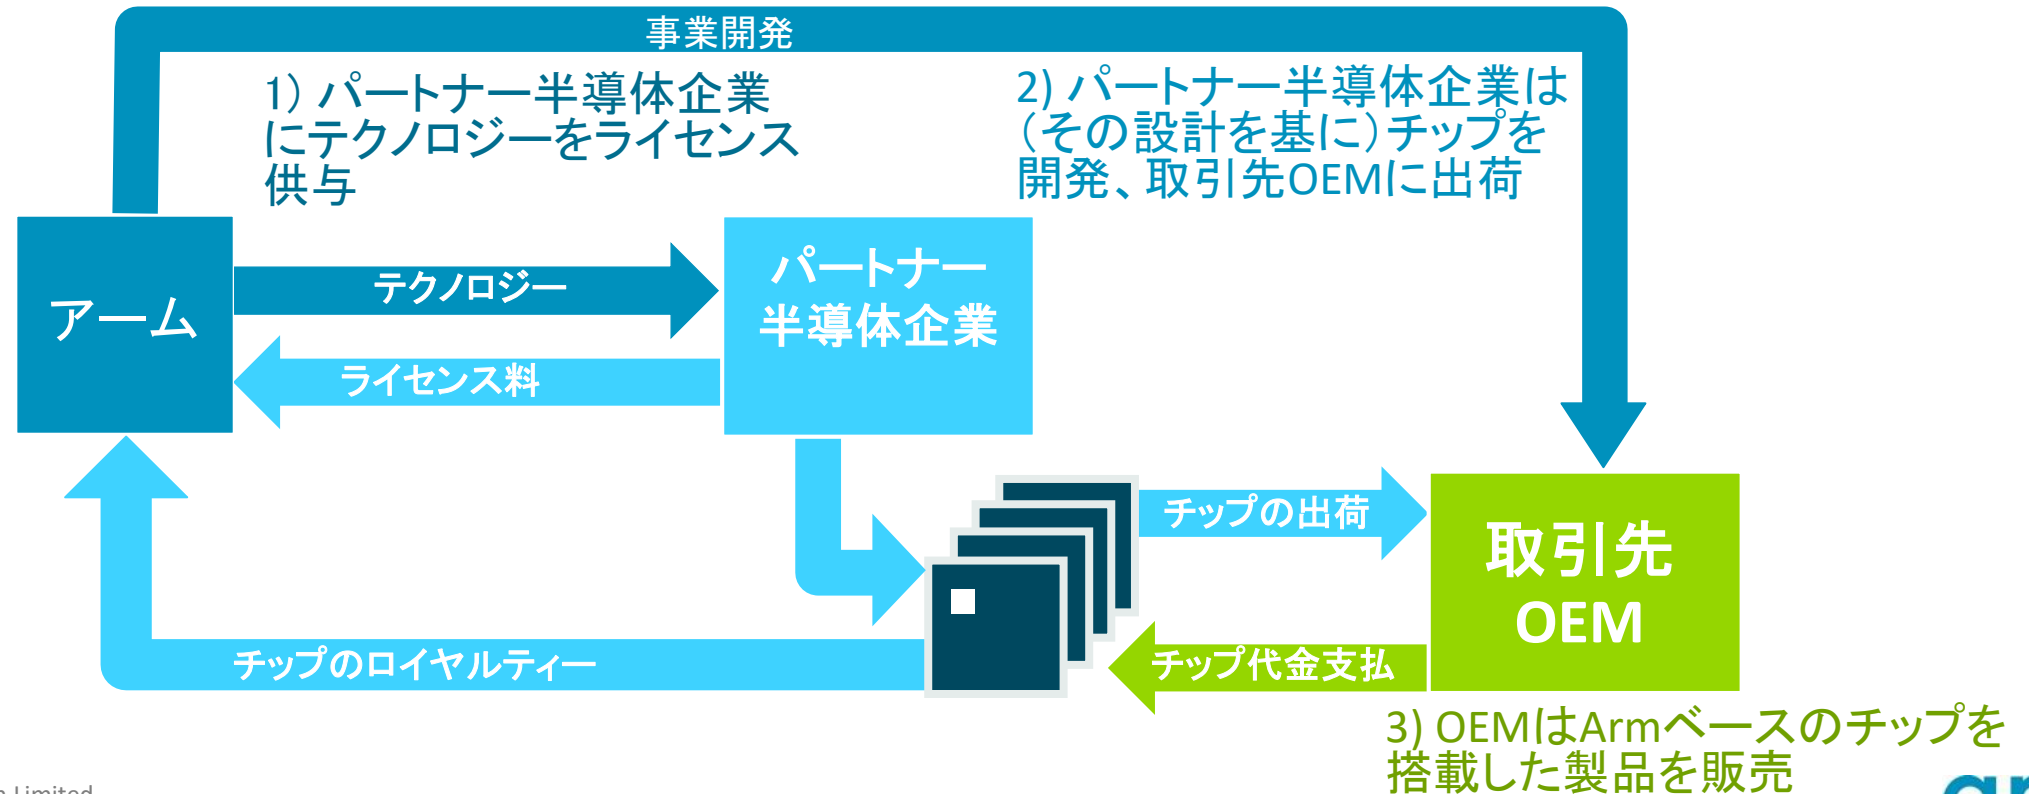 事業開発
1) パートナー半導体企業
にテクノロジーをライセンス
供与
2) パートナー半導体企業は
（その設計を基に）チップを
開発、取引先OEMに出荷
アーム
テクノロジー
パートナー
半導体企業
ライセンス料
チップの出荷
取引先
OEM
チップのロイヤルティー
チップ代金支払
3) OEMはArmベースのチップを
搭載した製品を販売
Limited